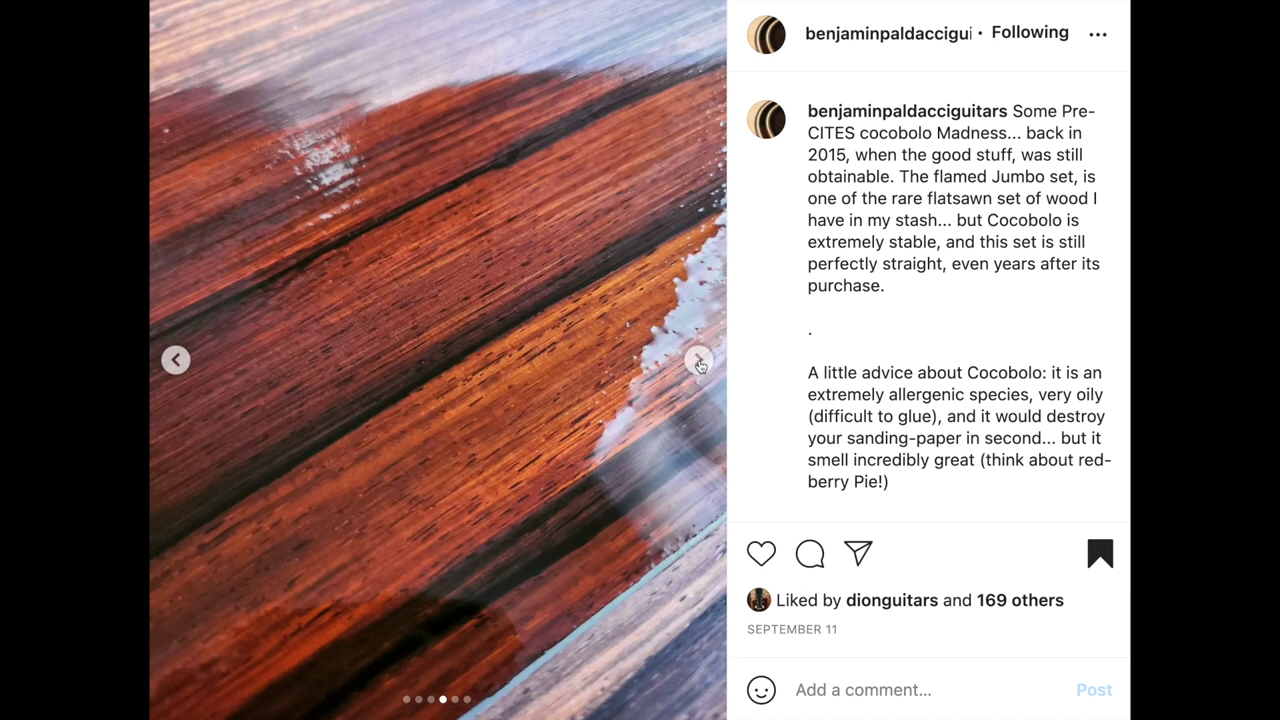 benjaminpaldaccigui • Following
benjaminpaldacciguitars Some Pre-
CITES cocobolo Madness... back in
2015, when the good stuff, was still
obtainable. The flamed Jumbo set, is
one of the rare flatsawn set of wood I
have in my stash... but Cocobolo is
extremely stable, and this set is still
perfectly straight, even years after its
purchase.
.
A little advice about Cocobolo: it is an
extremely allergenic species, very oily
(difficult to glue), and it would destroy
your sanding-paper in second... but it
smell incredibly great (think about red-
berry Pie!)
Liked by dionguitars and 169 others
SEPTEMBER 11
Add a comment... Post